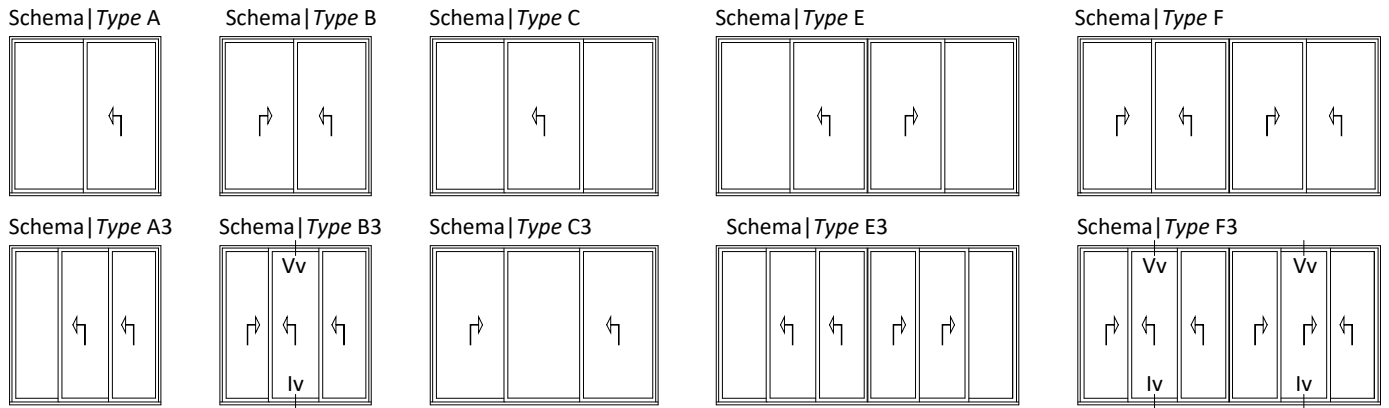 Schema|Type A
Schema|Type B
Schema|Type C
Schema|Type E
Schema|Type F
Schema|Type A3
Schema|Type B3
Schema|Type C3
Schema|Type E3
Schema|Type F3
Vv
Vv
Vv
Iv
Iv
Iv